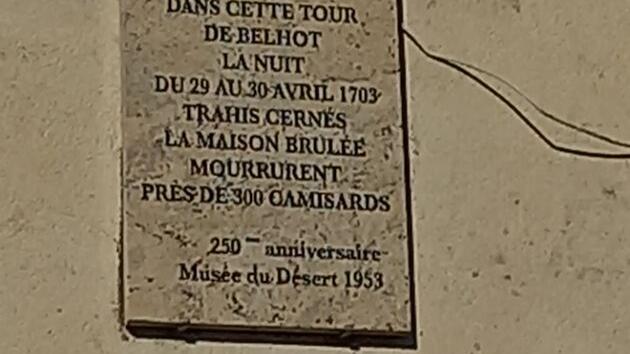 DANS CETTE TOUR
DE BELHOT
LA NUIT
DU 29 AU 30 AVRIL 1703
TRAHIS CERNÉS
LA MAISON BRULÉE
MOURRURENT
PRÈS DE 300 CAMISARDS
250 me anniversaire
Musée du Désert 1953